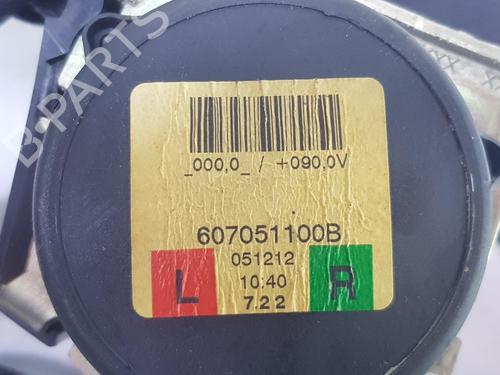 B-PARTS
_000,0_ / +090,0V
607051100B
051212
L 10:40 R
7.2 2